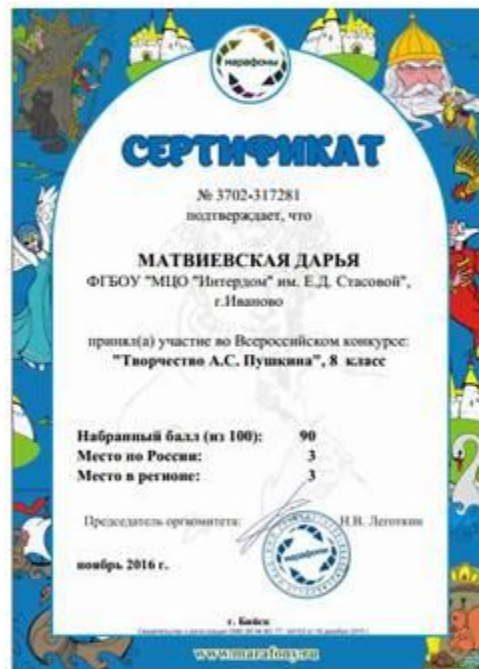 марафоны
СЕРТИФИКАТ
№ 3702-317281
подтверждает, что
МАТВИЕВСКАЯ ДАРЬЯ
ФГБОУ "МЦО "Интердом" им. Е.Д. Стасовой",
г.Иваново
принял(а) участие во Всероссийском конкурсе:
"Творчество А.С. Пушкина", 8 класс
Набранный балл (из 100): 90
Место по России: 3
Место в регионе: 3
Председатель оргкомитета: Н.В. Леготкин
марафоны
ноябрь 2016 г.
г. Бийск
www.marafony.ru